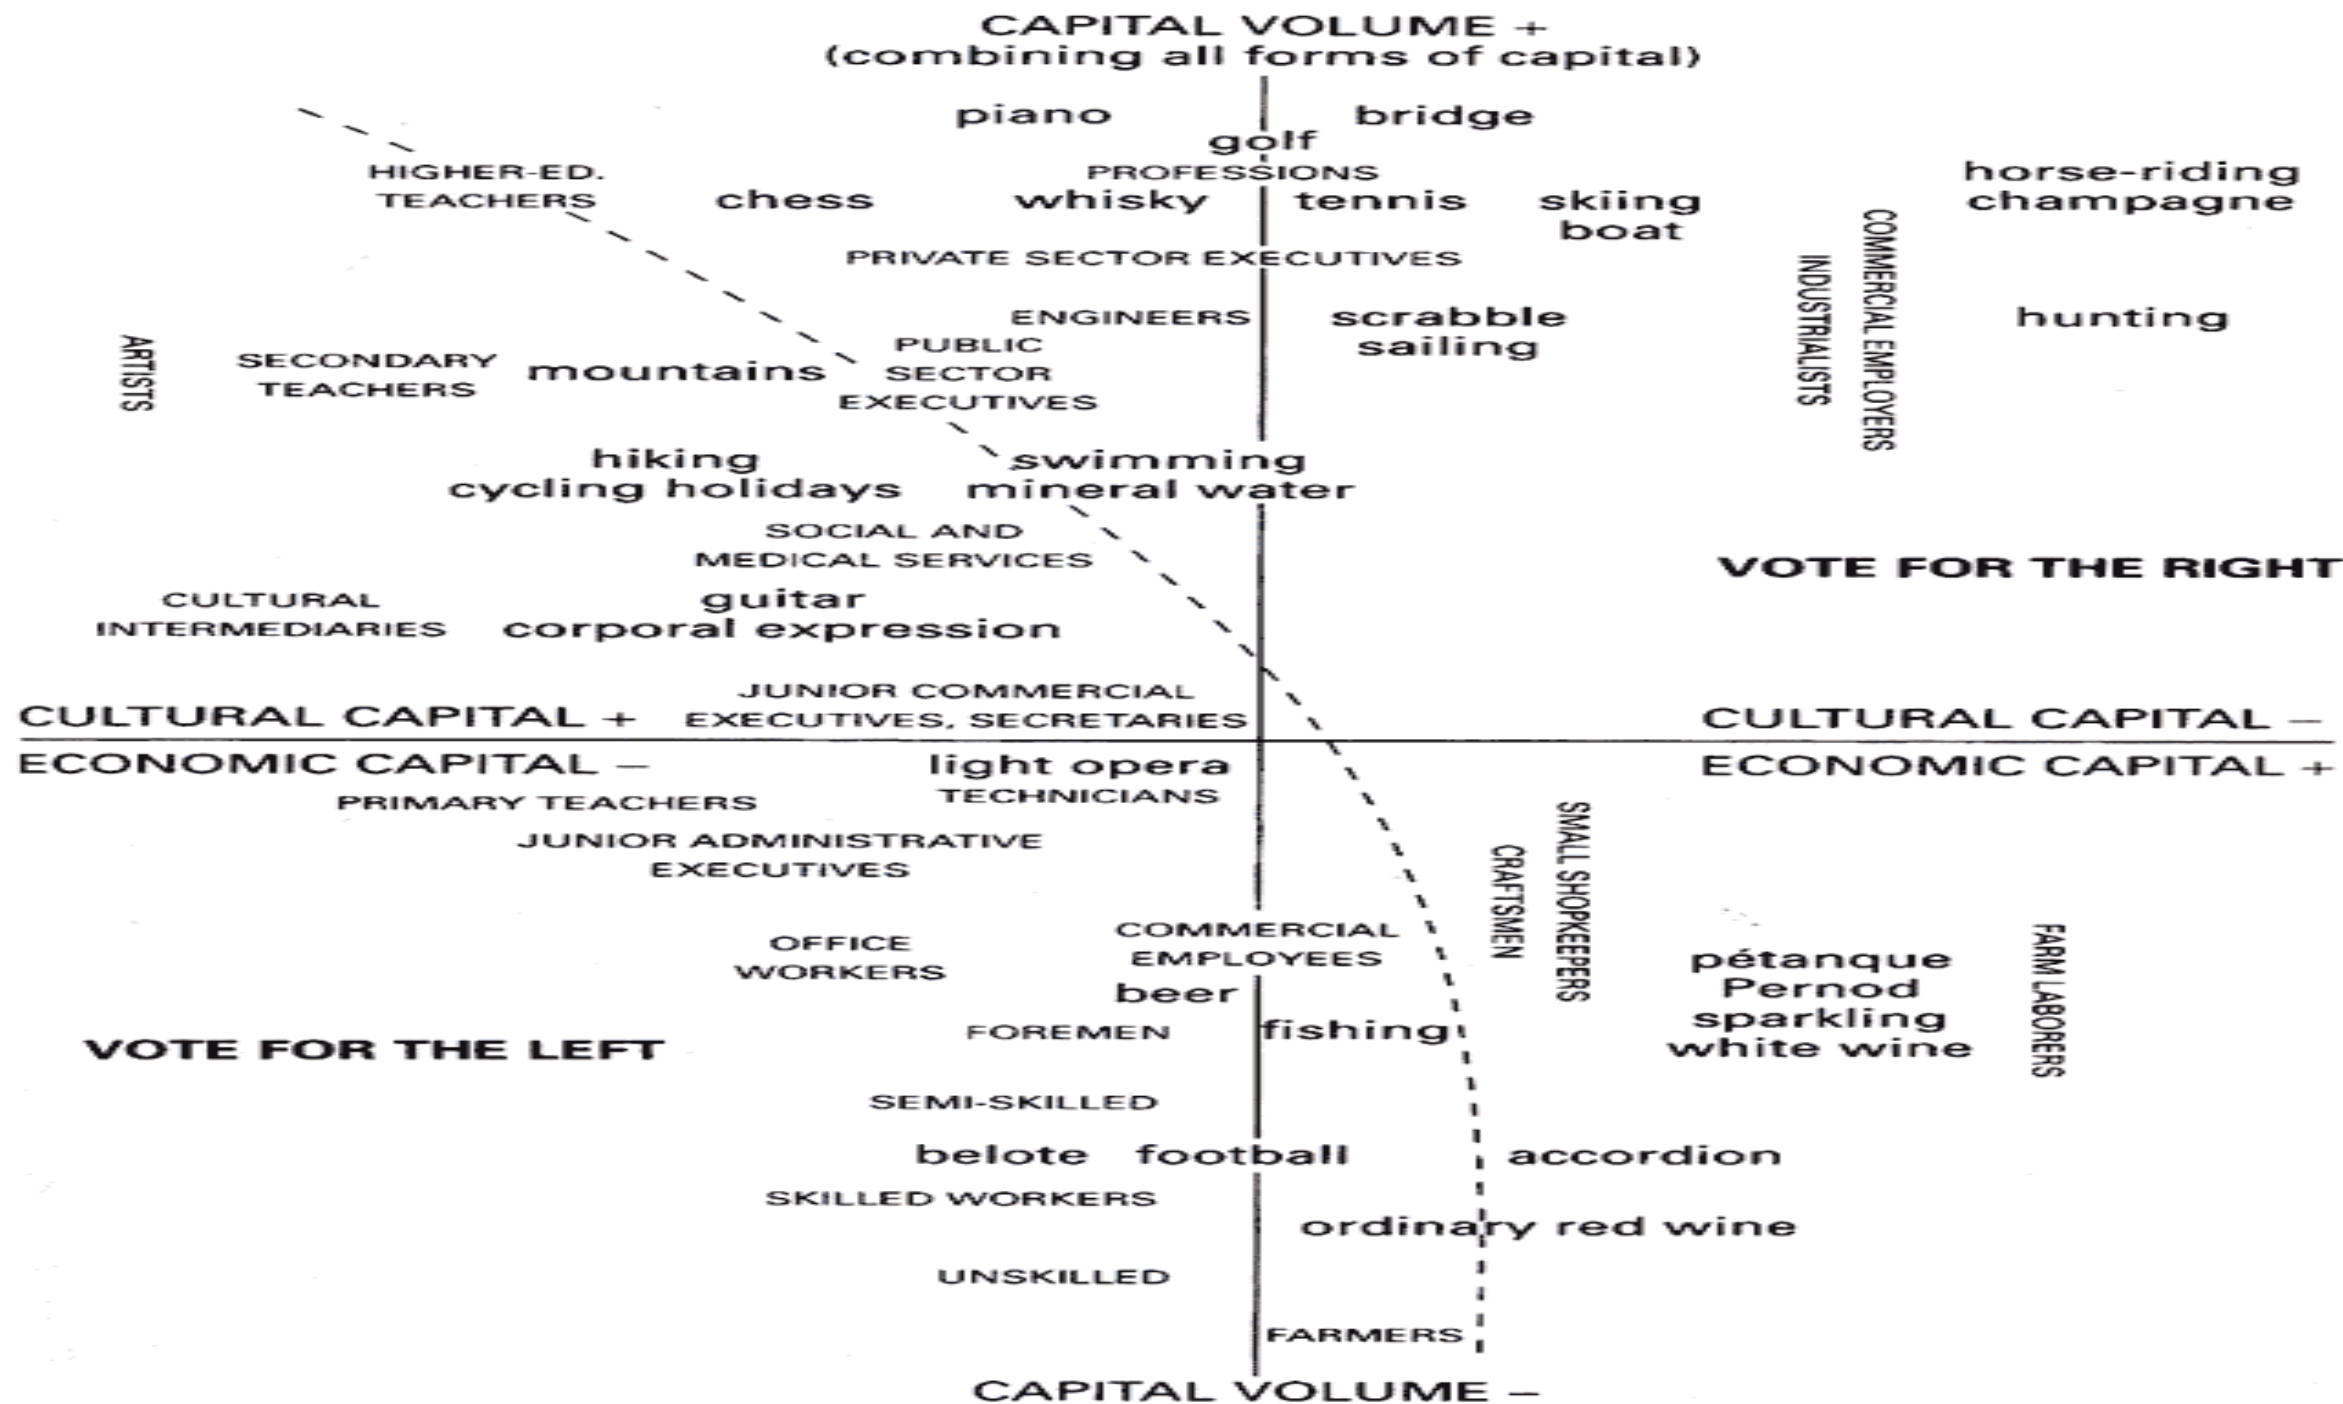 CAPITAL VOLUME +
(combining all forms of capital)
piano
bridge
golf
HIGHER-ED.
TEACHERS
PROFESSIONS
chess
whisky
tennis
skiing
boat
horse-riding
champagne
PRIVATE SECTOR EXECUTIVES
COMMERCIAL EMPLOYERS
INDUSTRIALISTS
ENGINEERS
scrabble
sailing
hunting
ARTISTS
SECONDARY
TEACHERS
mountains
PUBLIC
SECTOR
EXECUTIVES
hiking
cycling holidays
swimming
mineral water
SOCIAL AND
MEDICAL SERVICES
VOTE FOR THE RIGHT
CULTURAL
INTERMEDIARIES
guitar
corporal expression
JUNIOR COMMERCIAL
EXECUTIVES, SECRETARIES
CULTURAL CAPITAL +
CULTURAL CAPITAL –
ECONOMIC CAPITAL –
ECONOMIC CAPITAL +
light opera
TECHNICIANS
PRIMARY TEACHERS
JUNIOR ADMINISTRATIVE
EXECUTIVES
SMALL SHOPKEEPERS
CRAFTSMEN
OFFICE
WORKERS
COMMERCIAL
EMPLOYEES
beer
pétanque
Pernod
sparkling
white wine
FARM LABORERS
VOTE FOR THE LEFT
FOREMEN
fishing
SEMI-SKILLED
belote
football
accordion
SKILLED WORKERS
ordinary red wine
UNSKILLED
FARMERS
CAPITAL VOLUME –